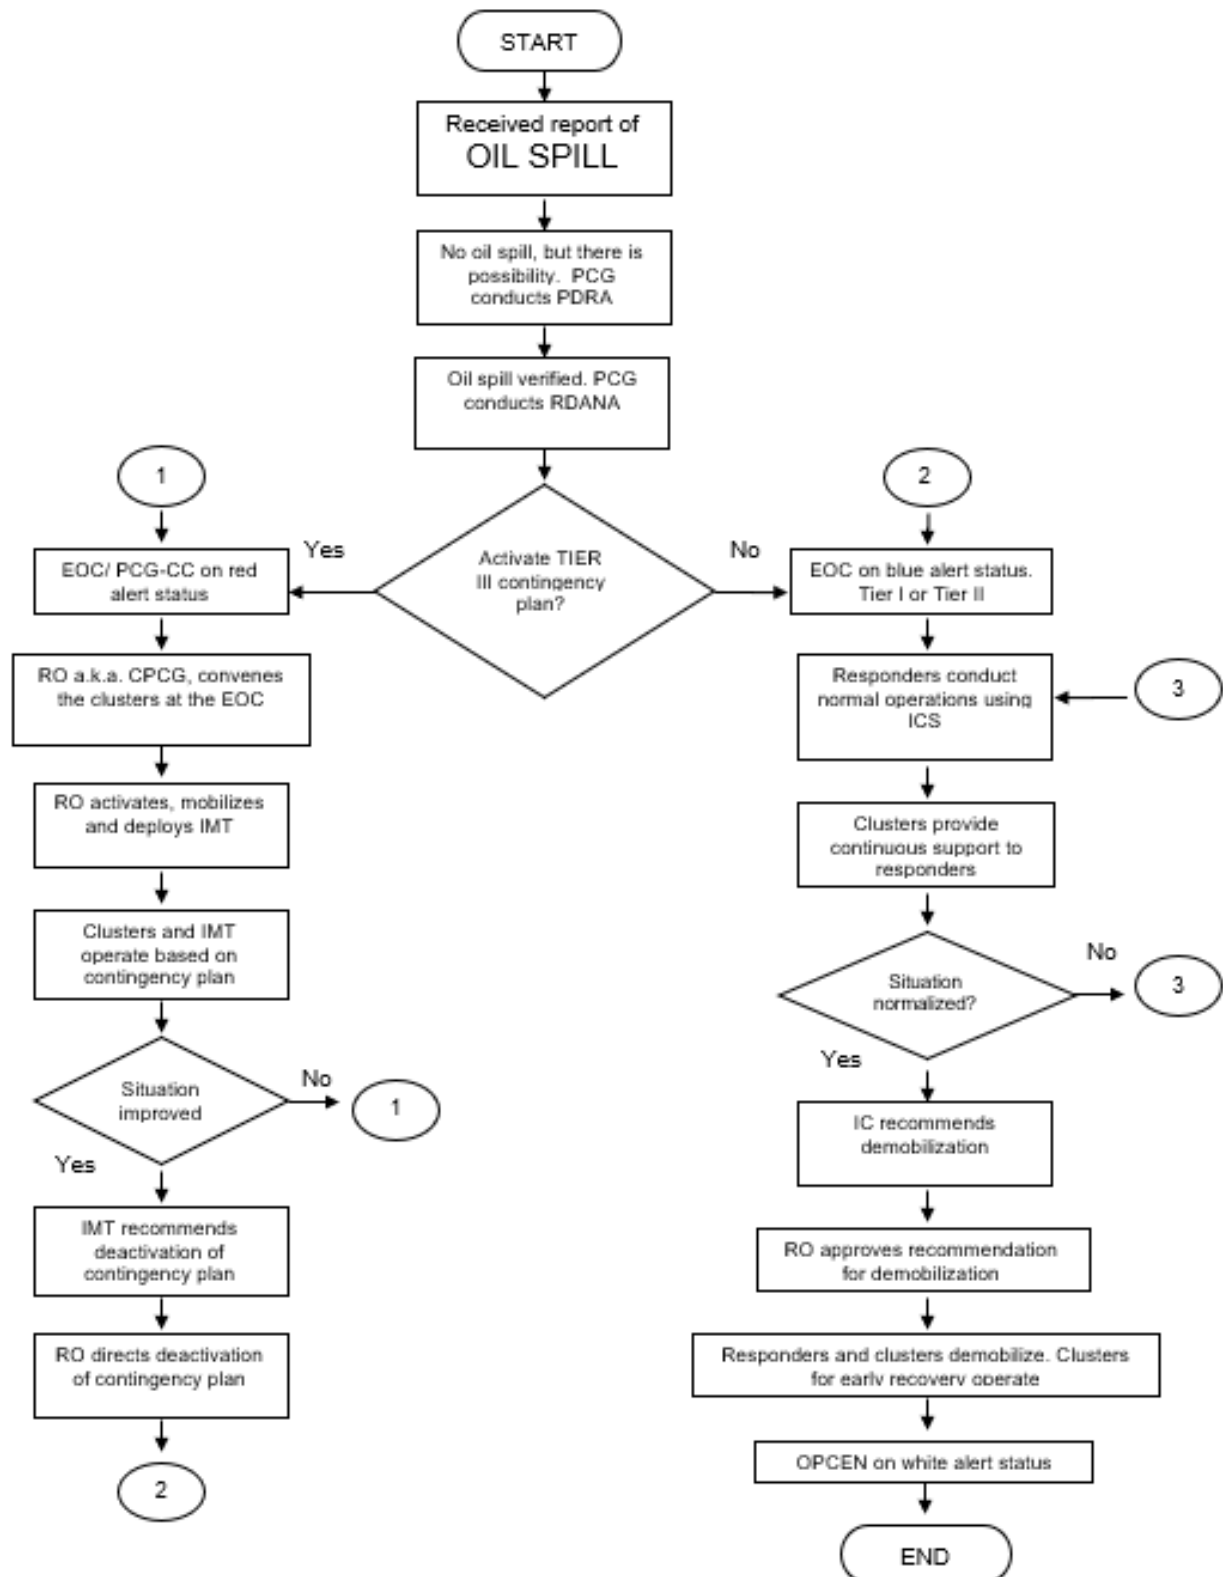 START
Received report of
OIL SPILL
No oil spill, but there is
possibility. PCG
conducts PDRA
Oil spill verified. PCG
conducts RDANA
1
2
Yes
Activate TIER
III contingency
plan?
No
EOC/ PCG-CC on red
alert status
EOC on blue alert status.
Tier I or Tier II
RO a.k.a. CPCG, convenes
the clusters at the EOC
Responders conduct
normal operations using
ICS
3
RO activates, mobilizes
and deploys IMT
Clusters provide
continuous support to
responders
Clusters and IMT
operate based on
contingency plan
Situation
normalized?
No
3
Yes
Situation
improved
No
1
Yes
IC recommends
demobilization
IMT recommends
deactivation of
contingency plan
RO approves recommendation
for demobilization
RO directs deactivation
of contingency plan
Responders and clusters demobilize. Clusters
for early recovery operate
2
OPCEN on white alert status
END